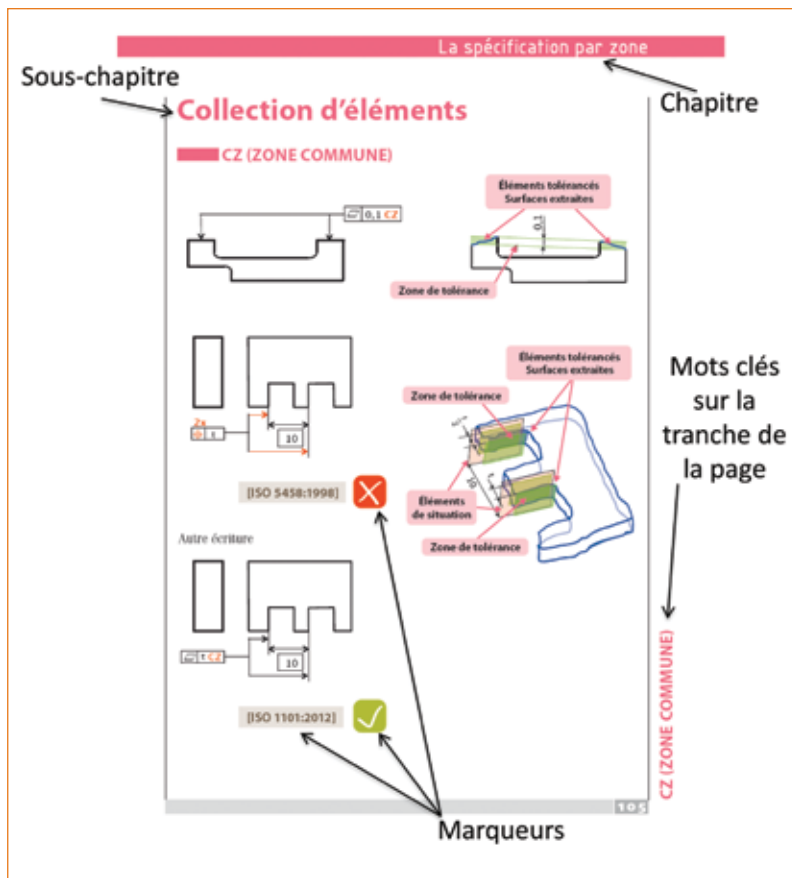 La spécification par zone
Sous-chapitre
Chapitre
Collection d'éléments
CZ (ZONE COMMUNE)
0,1 CZ
Éléments tolérancés
Surfaces extraites
0,1
Zone de tolérance
Mots clés
sur la
tranche de
la page
2x
t
10
Éléments tolérancés
Surfaces extraites
Zone de tolérance
t
10
t
Éléments
de situation
Zone de tolérance
[ISO 5458:1998]
Autre écriture
t CZ
10
[ISO 1101:2012]
CZ (ZONE COMMUNE)
105
Marqueurs